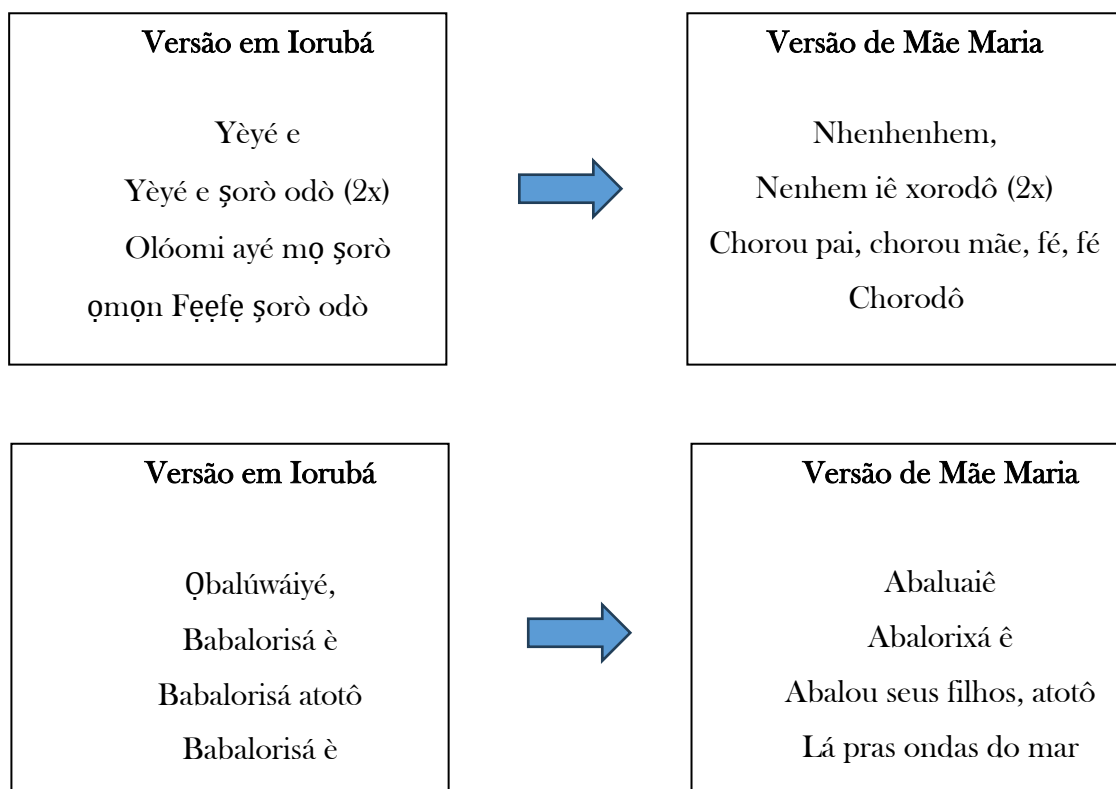 Versão em Iorubá
Yèyé e
Yèyé e ṣorò odò (2x)
Olóomi ayé mọ ṣorò
ọmọn Fẹẹfẹ ṣorò odò
Versão de Mãe Maria
Nhenhenhem,
Nenhem iê xorodô (2x)
Chorou pai, chorou mãe, fé, fé
Chorodô
Versão em Iorubá
Ọbalúwáiyé,
Babalorisá è
Babalorisá atotô
Babalorisá è
Versão de Mãe Maria
Abaluaiê
Abalorixá ê
Abalou seus filhos, atotô
Lá pras ondas do mar